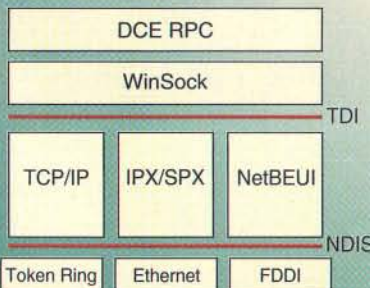 DCE RPC
WinSock
TDI
TCP/IP
IPX/SPX
NetBEUI
NDIS
Token Ring
Ethernet
FDDI